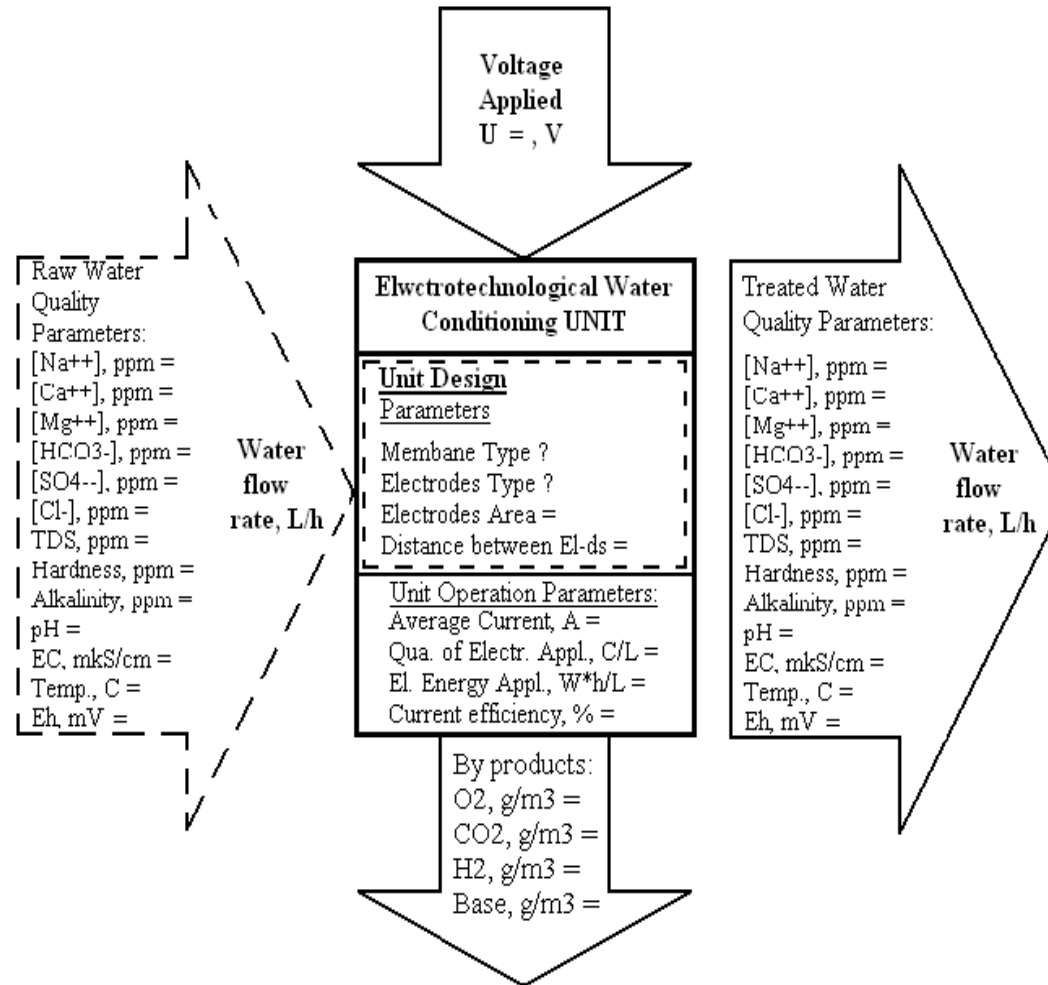 Voltage
Applied
U = , V
Raw Water
Quality
Parameters:
[Na++], ppm =
[Ca++], ppm =
[Mg++], ppm =
[HCO3-], ppm =
[SO4--], ppm =
[Cl-], ppm =
TDS, ppm =
Hardness, ppm =
Alkalinity, ppm =
pH =
EC, mkS/cm =
Temp., C =
Eh, mV =
Water
flow
rate, L/h
Elwctrotechnological Water
Conditioning UNIT
Unit Design
Parameters
Membane Type ?
Electrodes Type ?
Electrodes Area =
Distance between El-ds =
Unit Operation Parameters:
Average Current, A =
Qua. of Electr. Appl., C/L =
El. Energy Appl., W*h/L =
Current efficiency, % =
By products:
O2, g/m3 =
CO2, g/m3 =
H2, g/m3 =
Base, g/m3 =
Treated Water
Quality Parameters:
[Na++], ppm =
[Ca++], ppm =
[Mg++], ppm =
[HCO3-], ppm =
[SO4--], ppm =
[Cl-], ppm =
TDS, ppm =
Hardness, ppm =
Alkalinity, ppm =
pH =
EC, mkS/cm =
Temp., C =
Eh, mV =
Water
flow
rate, L/h